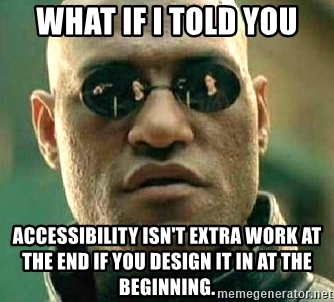 WHAT IF I TOLD YOU
ACCESSIBILITY ISN'T EXTRA WORK AT
THE END IF YOU DESIGN IT IN AT THE
BEGINNING.
memegenerator.net